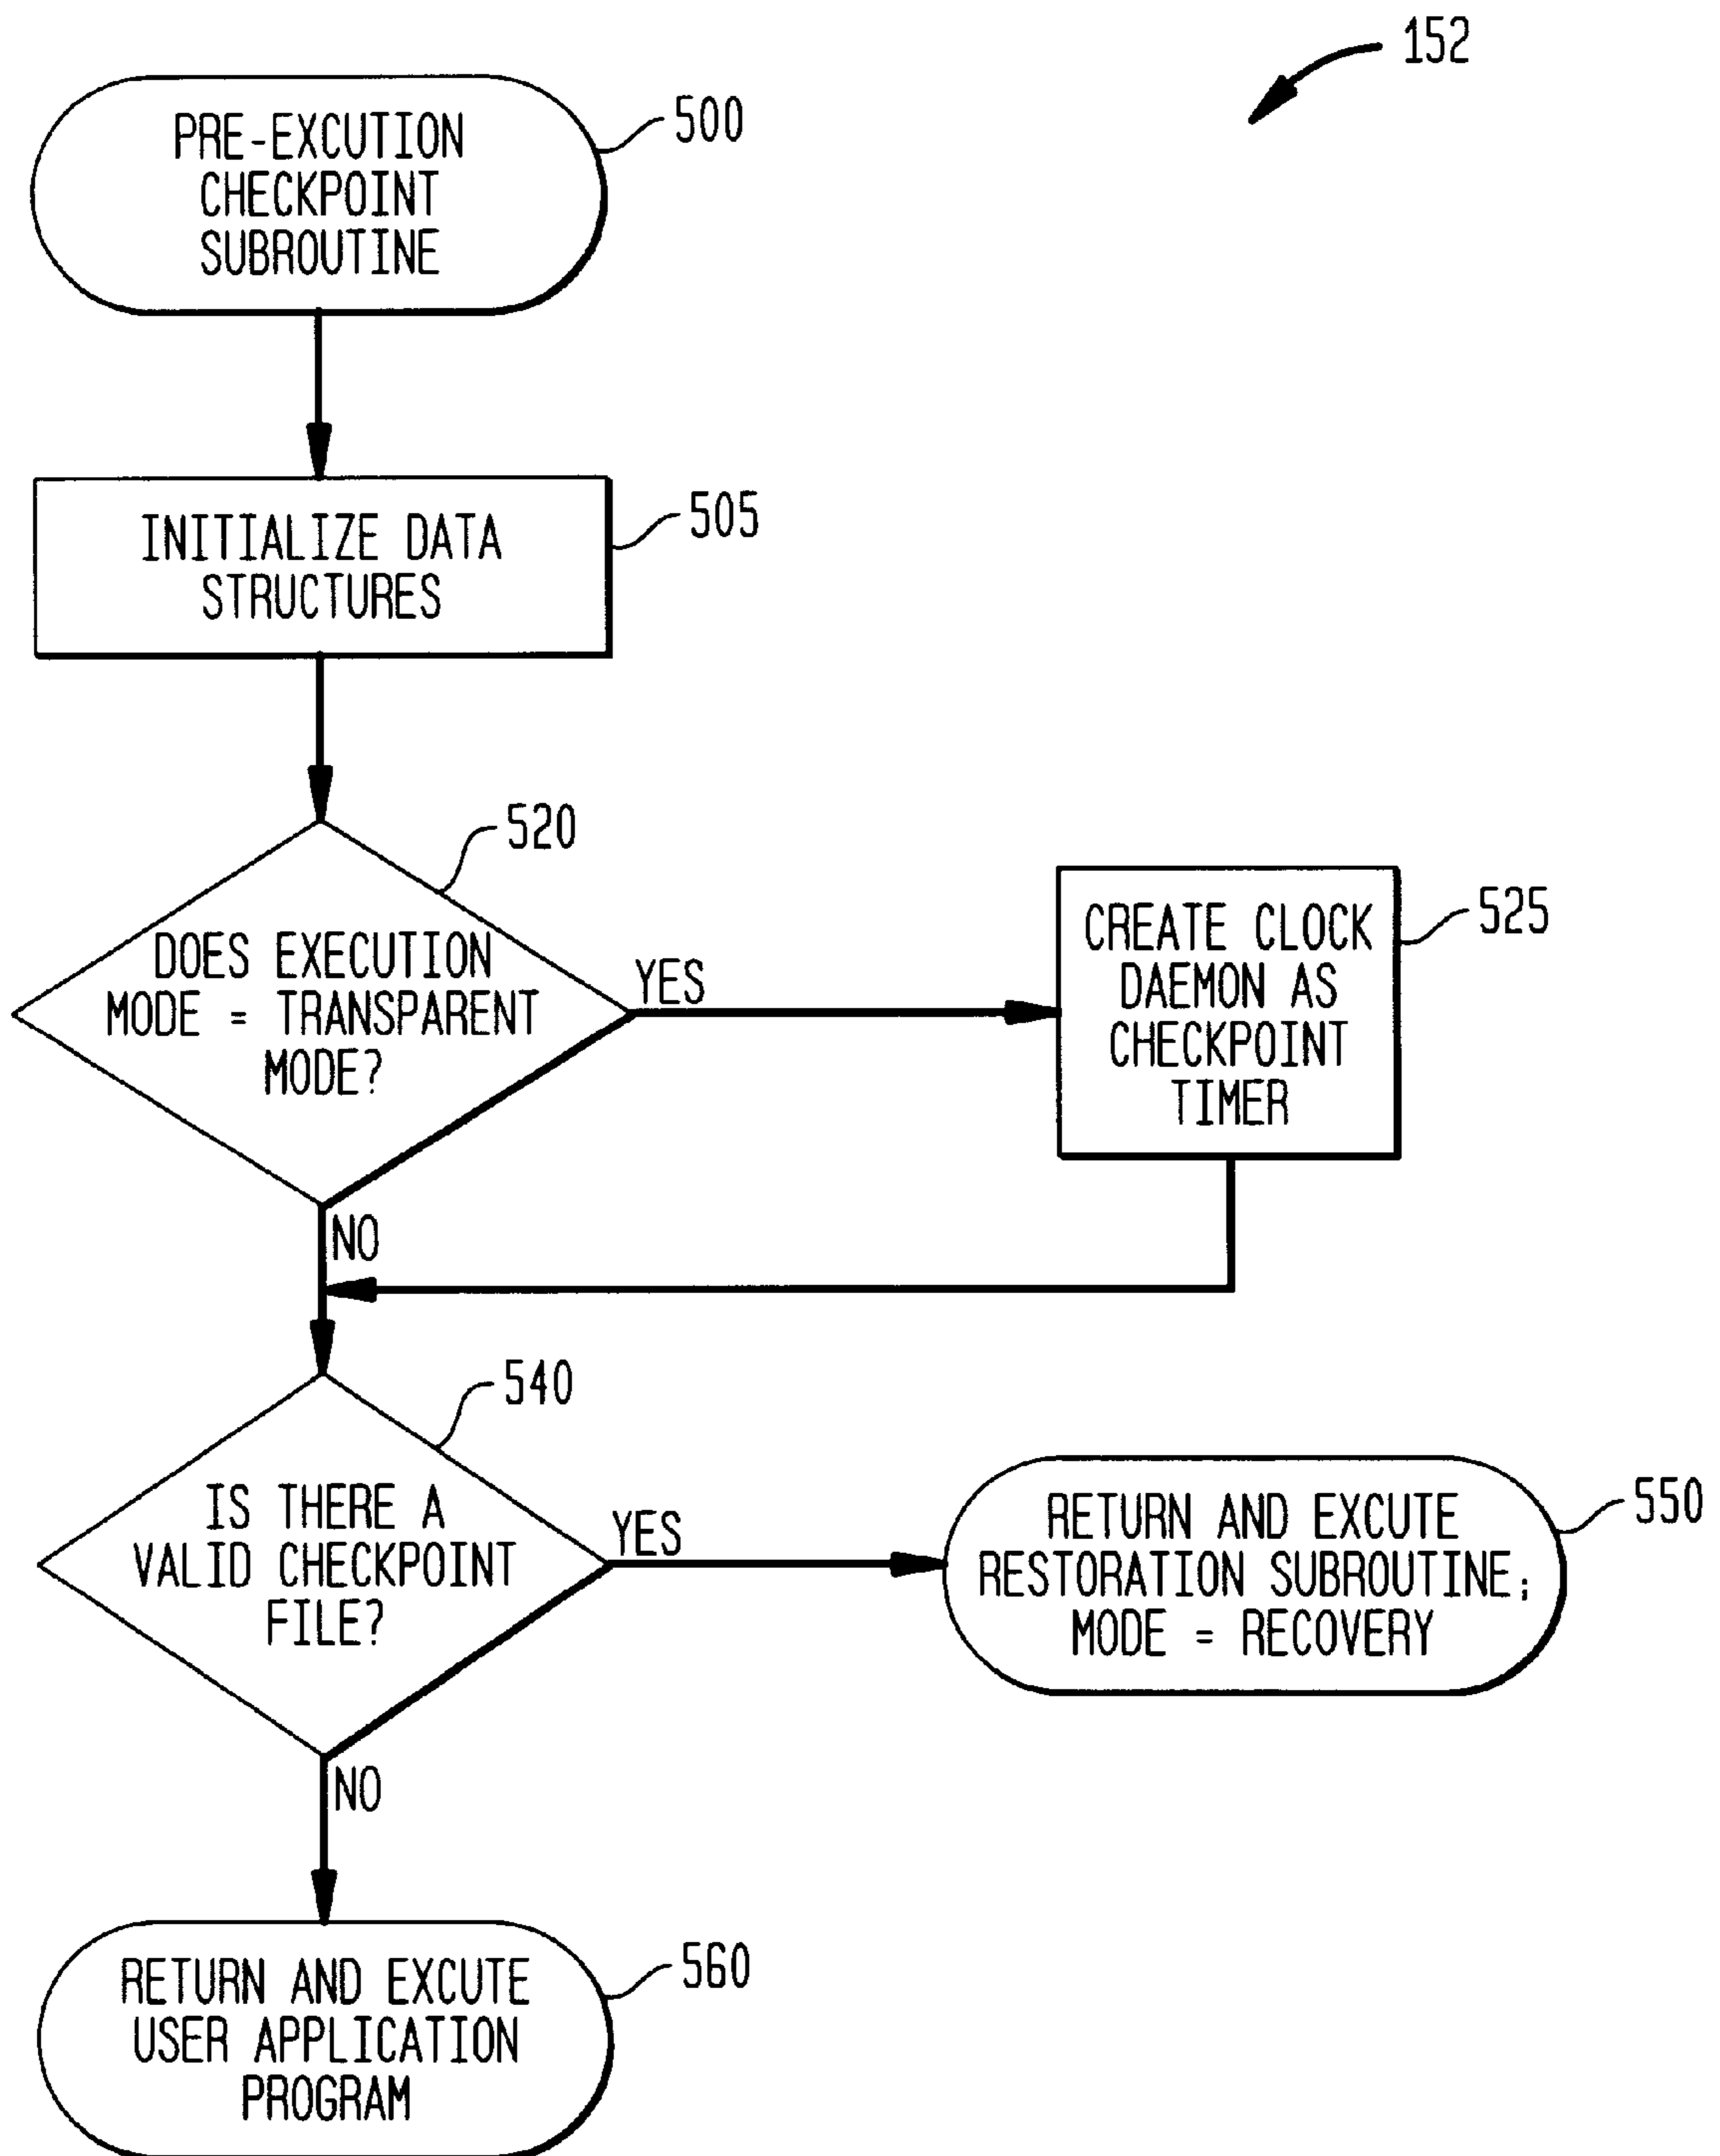 152
PRE-EXCUTION
CHECKPOINT
SUBROUTINE
500
INITIALIZE DATA
STRUCTURES
505
520
DOES EXECUTION
MODE = TRANSPARENT
MODE?
YES
CREATE CLOCK
DAEMON AS
CHECKPOINT
TIMER
525
NO
540
IS THERE A
VALID CHECKPOINT
FILE?
YES
RETURN AND EXCUTE
RESTORATION SUBROUTINE;
MODE = RECOVERY
550
NO
RETURN AND EXCUTE
USER APPLICATION
PROGRAM
560